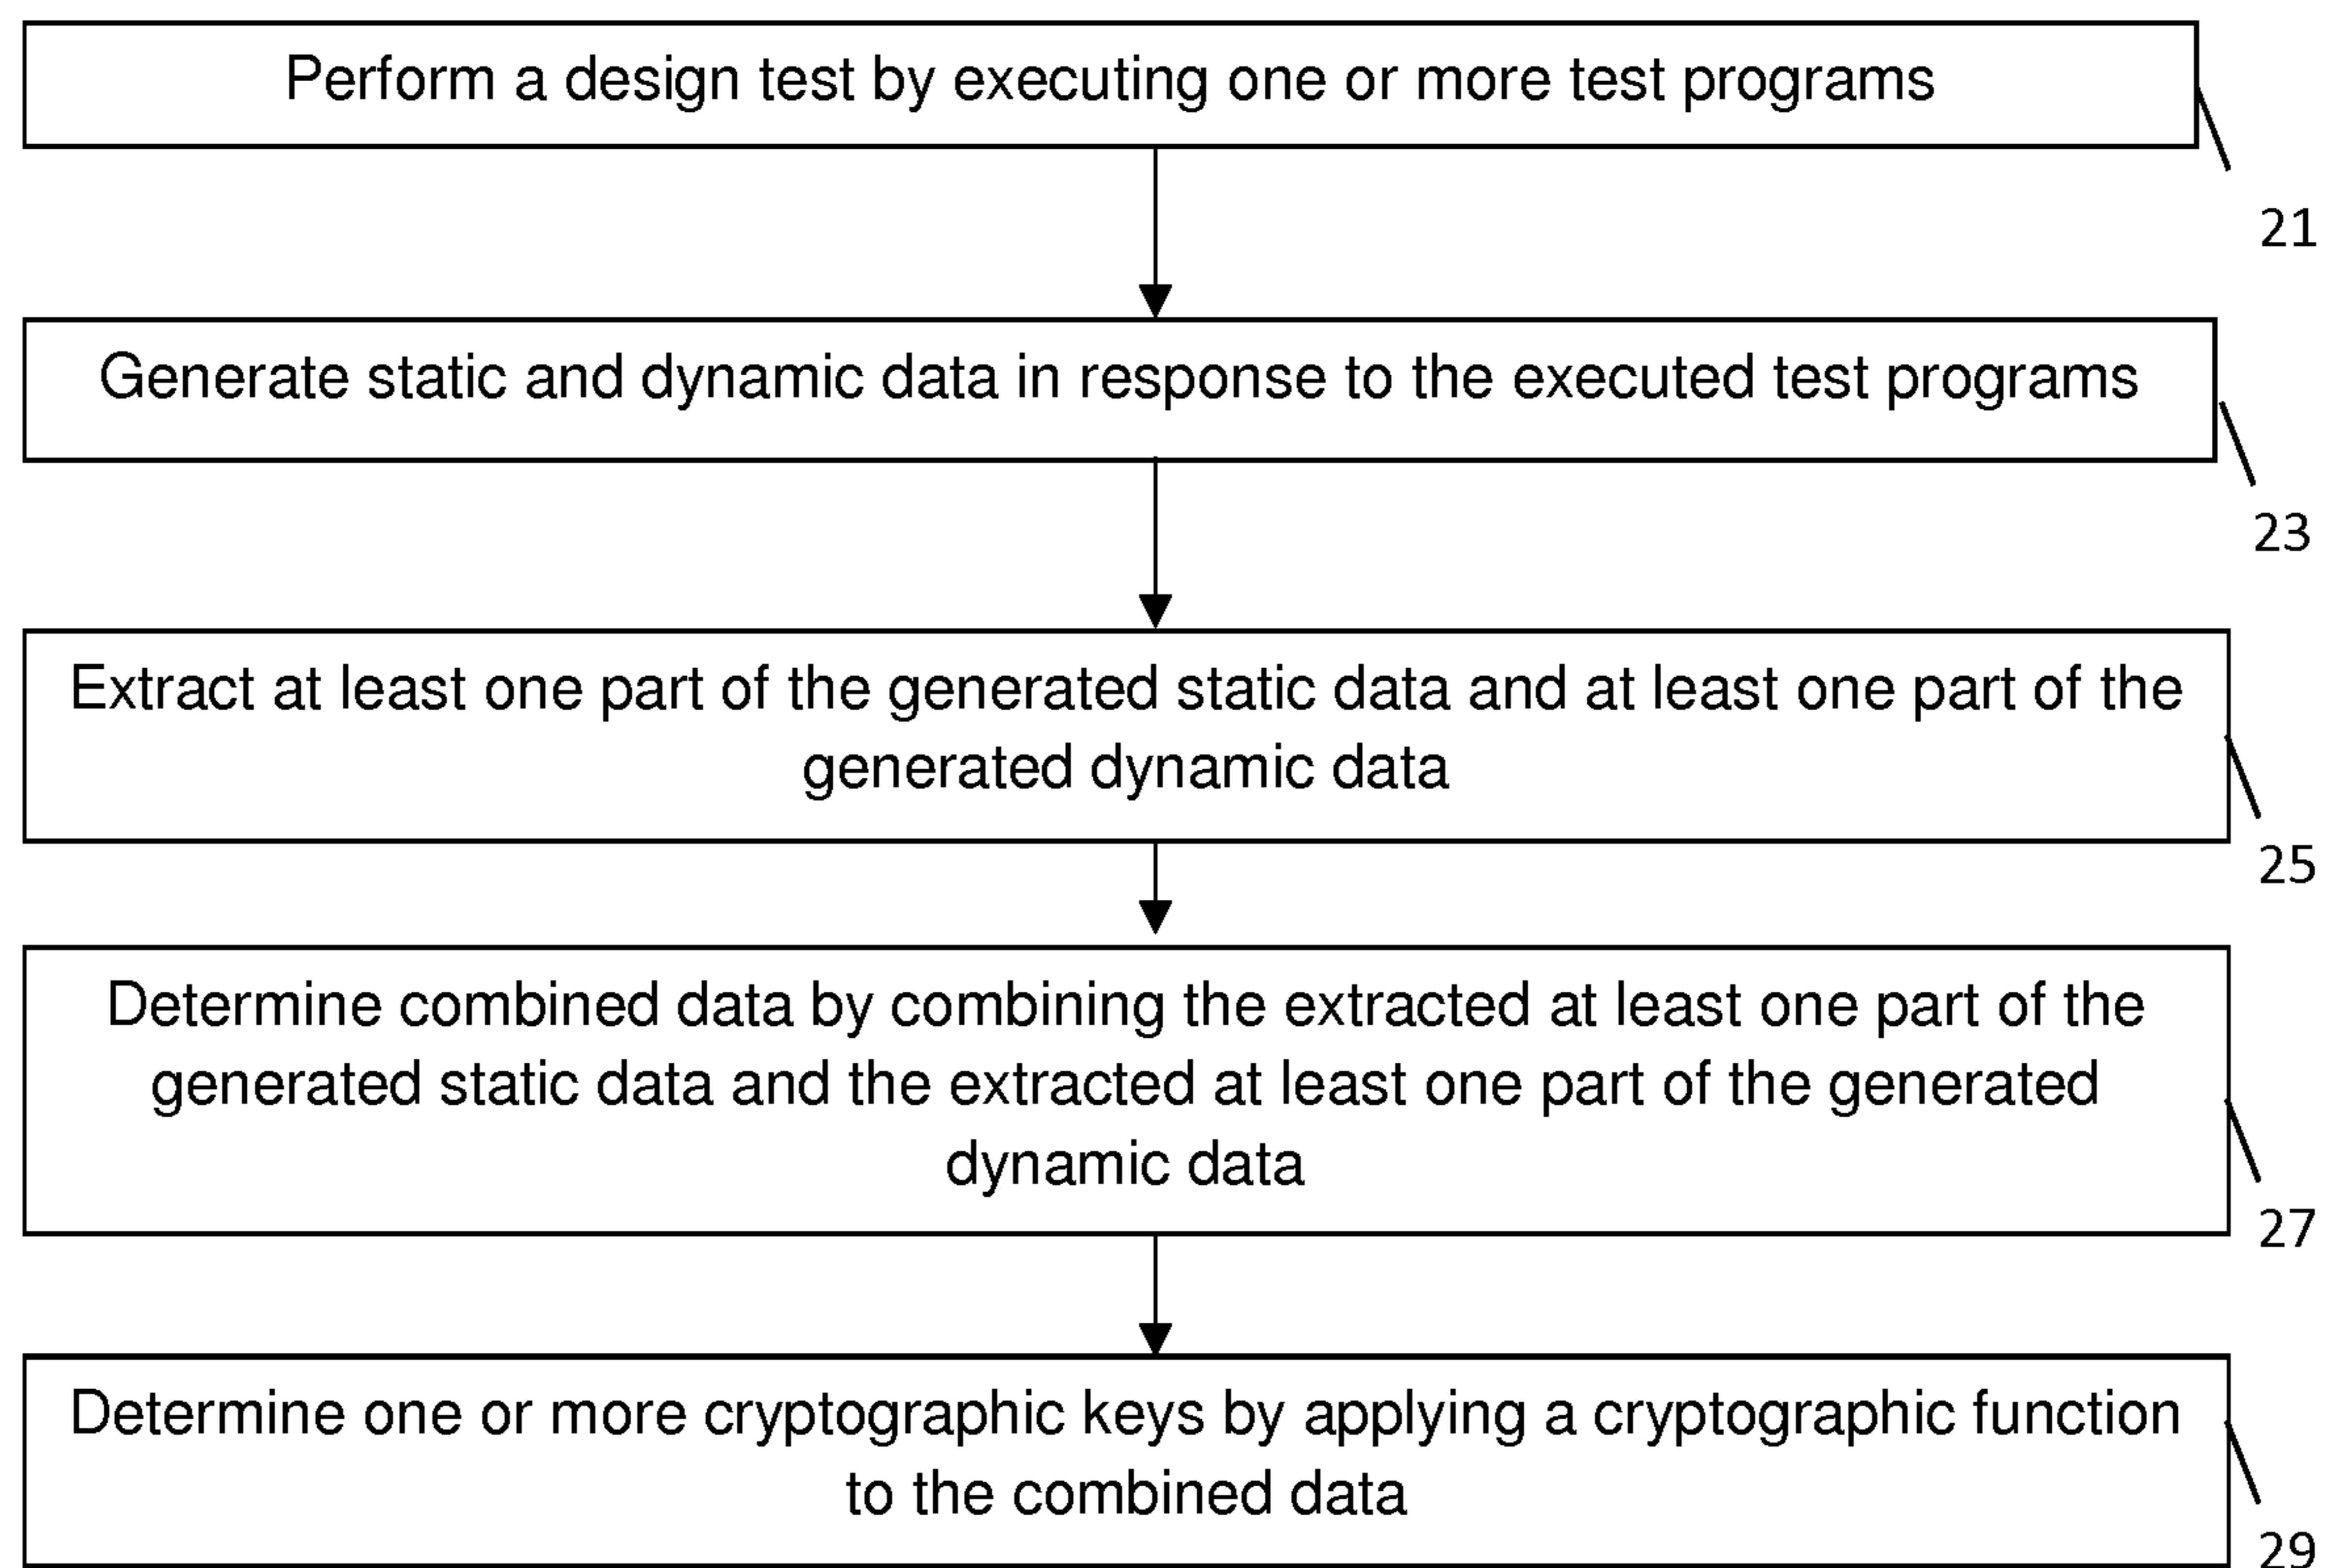 Perform a design test by executing one or more test programs
21
Generate static and dynamic data in response to the executed test programs
23
Extract at least one part of the generated static data and at least one part of the
generated dynamic data
25
Determine combined data by combining the extracted at least one part of the
generated static data and the extracted at least one part of the generated
dynamic data
27
Determine one or more cryptographic keys by applying a cryptographic function
to the combined data
29